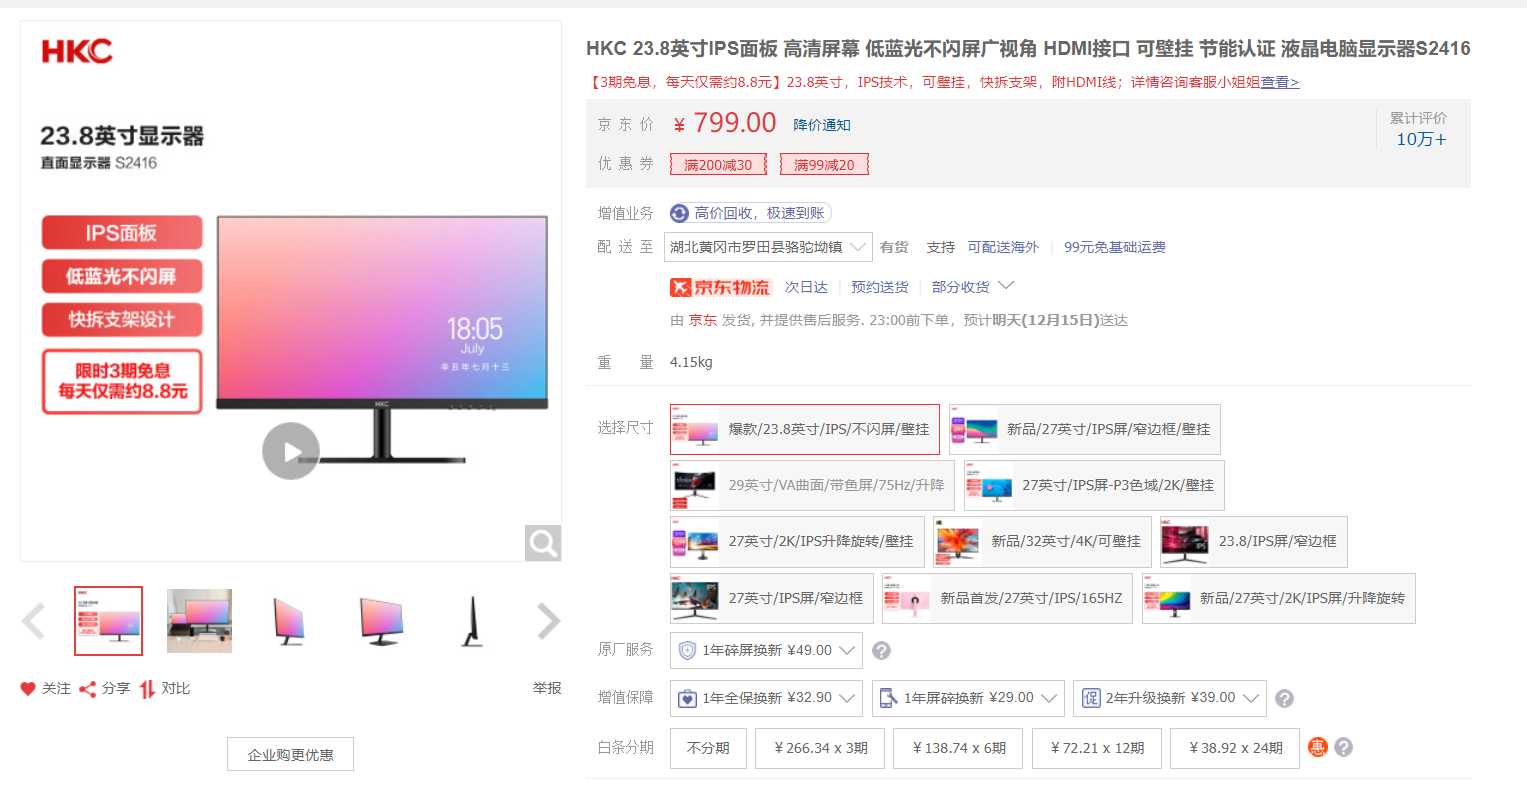 HKC
23.8英寸显示器
直面显示器 S2416
IPS面板
低蓝光不闪屏
快拆支架设计
限时3期免息
每天仅需约8.8元
18:05
July
辛丑年七月十三
HKC
关注 分享 对比 举报
企业购更优惠
HKC 23.8英寸IPS面板 高清屏幕 低蓝光不闪屏广视角 HDMI接口 可壁挂 节能认证 液晶电脑显示器S2416
【3期免息，每天仅需约8.8元】23.8英寸，IPS技术，可壁挂，快拆支架，附HDMI线；详情咨询客服小姐姐查看>
京东价 ￥799.00 降价通知
累计评价
10万+
优惠券 满200减30 满99减20
增值业务 高价回收，极速到账
配送至 湖北黄冈市罗田县骆驼坳镇 有货 支持 可配送海外 | 99元免基础运费
京东物流 次日达 | 预约送货 | 部分收货
由 京东 发货, 并提供售后服务. 23:00前下单，预计明天(12月15日)送达
重量 4.15kg
选择尺寸 爆款/23.8英寸/IPS/不闪屏/壁挂 新品/27英寸/IPS屏/窄边框/壁挂
29英寸/VA曲面/带鱼屏/75Hz/升降 27英寸/IPS屏-P3色域/2K/壁挂
27英寸/2K/IPS升降旋转/壁挂 新品/32英寸/4K/可壁挂 23.8/IPS屏/窄边框
27英寸/IPS屏/窄边框 新品首发/27英寸/IPS/165HZ 新品/27英寸/2K/IPS屏/升降旋转
原厂服务 1年碎屏换新 ¥49.00 ?
增值保障 1年全保换新 ¥32.90 1年屏碎换新 ¥29.00 促 2年升级换新 ¥39.00 ?
白条分期 不分期 ￥266.34 x 3期 ￥138.74 x 6期 ￥72.21 x 12期 ￥38.92 x 24期 惠 ?